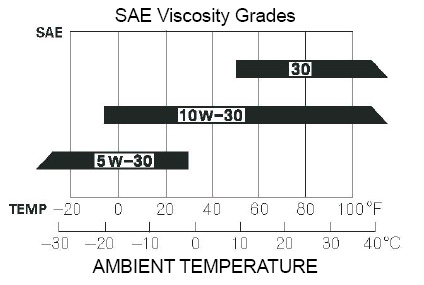 SAE Viscosity Grades
SAE
30
10W-30
5W-30
TEMP -20 0 20 40 60 80 100°F
-30 -20 -10 0 10 20 30 40°C
AMBIENT TEMPERATURE